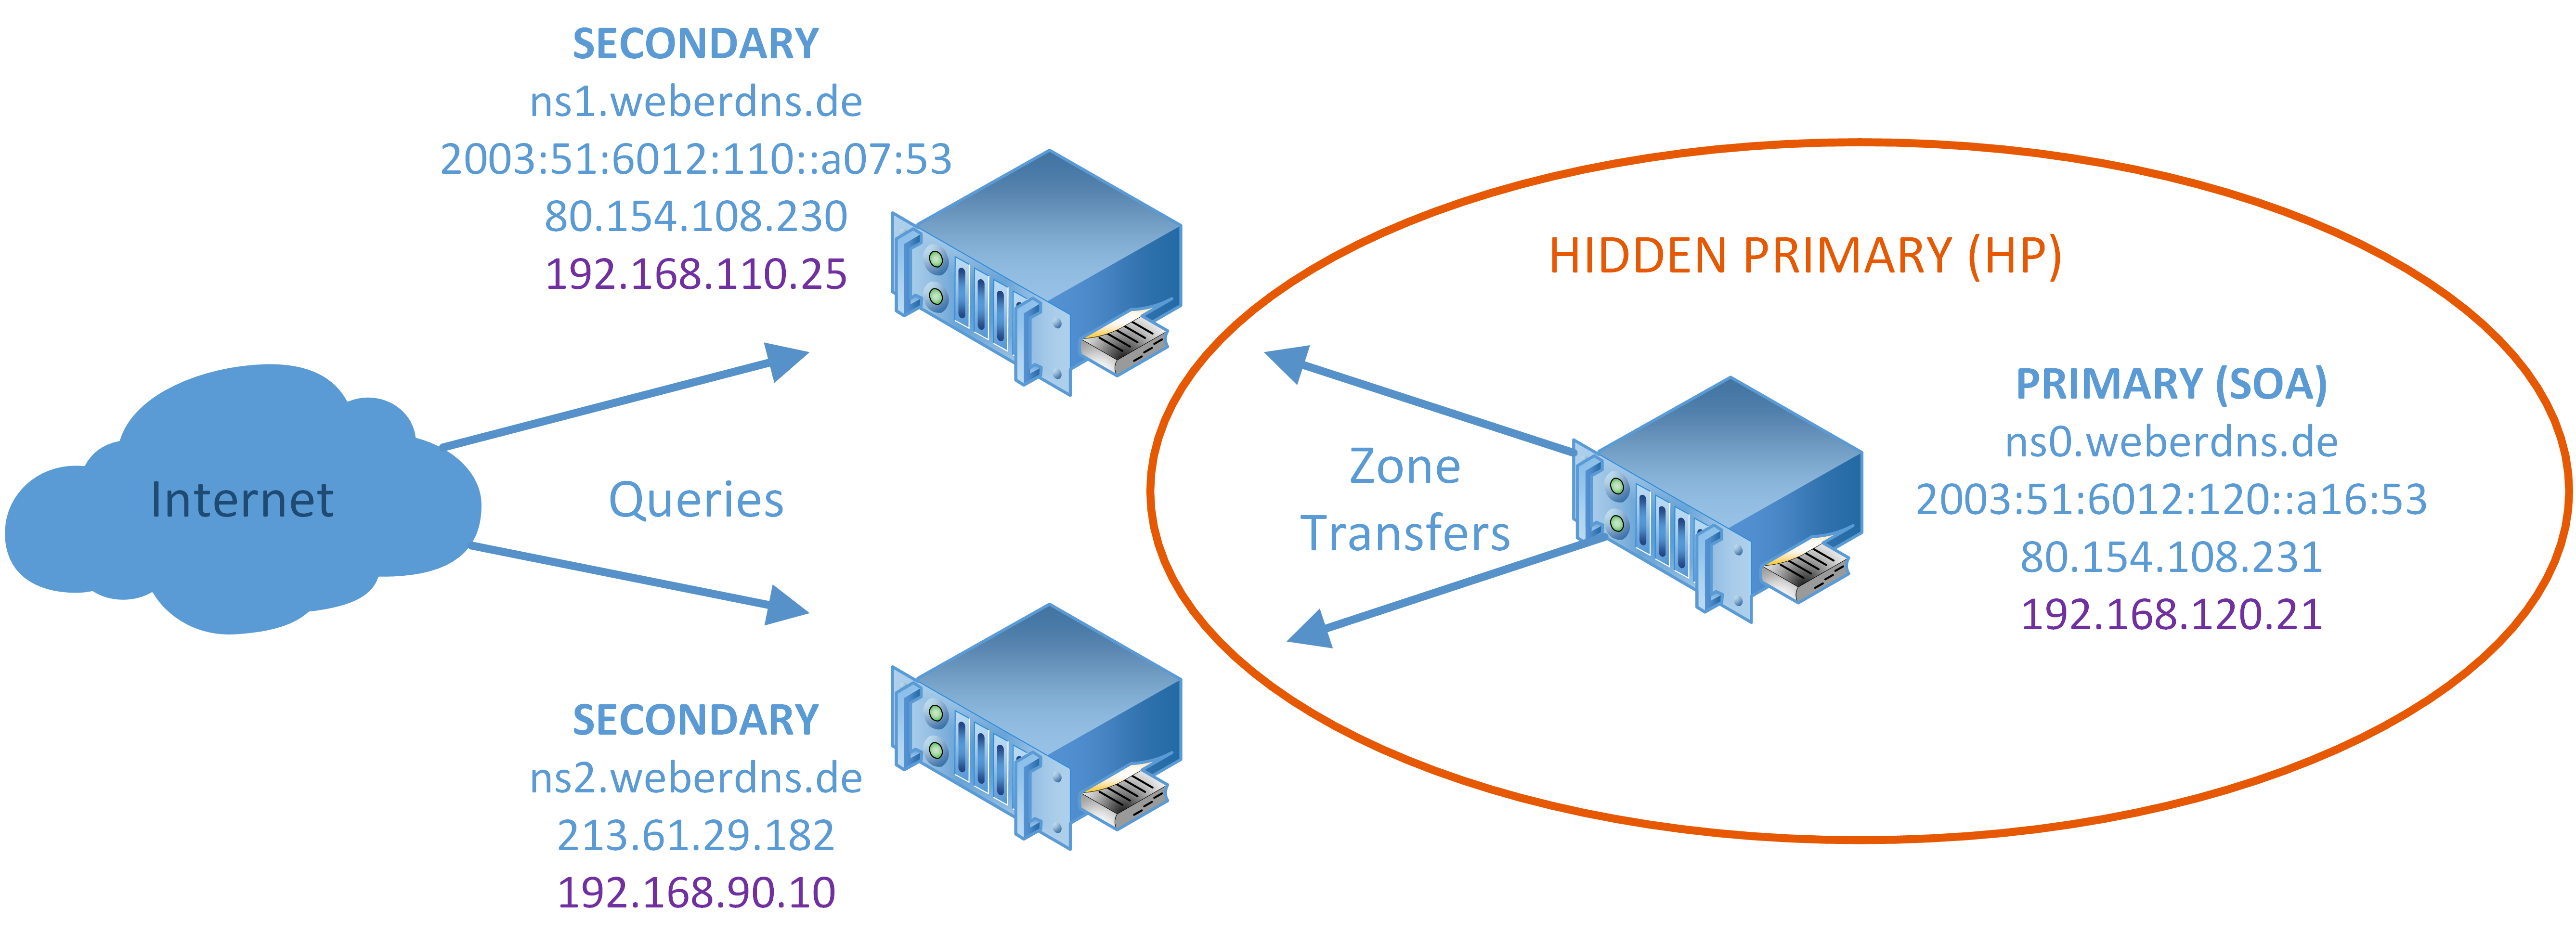 SECONDARY
ns1.weberdns.de
2003:51:6012:110::a07:53
80.154.108.230
192.168.110.25
Internet
Queries
SECONDARY
ns2.weberdns.de
213.61.29.182
192.168.90.10
HIDDEN PRIMARY (HP)
Zone
Transfers
PRIMARY (SOA)
ns0.weberdns.de
2003:51:6012:120::a16:53
80.154.108.231
192.168.120.21